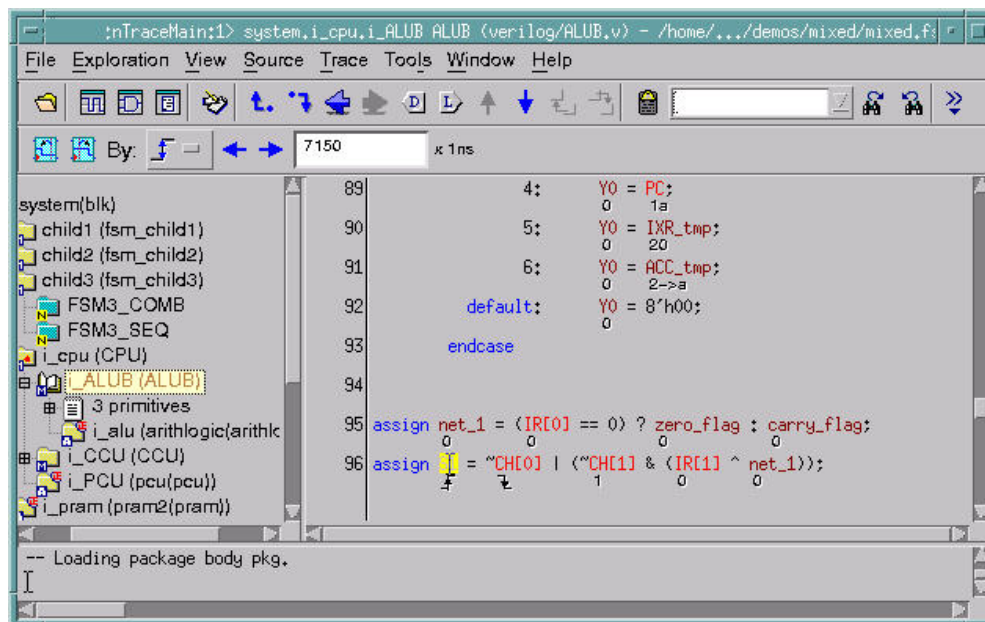 :nTraceMain:1> system.i_cpu.i_ALUB ALUB (verilog/ALUB.v) - /home/.../demos/mixed/mixed.fs
File Exploration View Source Trace Tools Window Help
By: 7150 x 1ns
system(blk)
child1 (fsm_child1)
child2 (fsm_child2)
child3 (fsm_child3)
FSM3_COMB
FSM3_SEQ
i_cpu (CPU)
i_ALUB (ALUB)
3 primitives
i_alu (arithlogic(arithlc
i_CCU (CCU)
i_PCU (pcu(pcu))
i_pram (pram2(pram))
89 4: Y0 = PC;
0 1a
90 5: Y0 = IXR_tmp;
0 20
91 6: Y0 = ACC_tmp;
0 2->a
92 default: Y0 = 8'h00;
0
93 endcase
94
95 assign net_1 = (IR[0] == 0) ? zero_flag : carry_flag;
0 0 0 0
96 assign = ~CH[0] | (~CH[1] & (IR[1] ^ net_1));
1 0 0
-- Loading package body pkg.